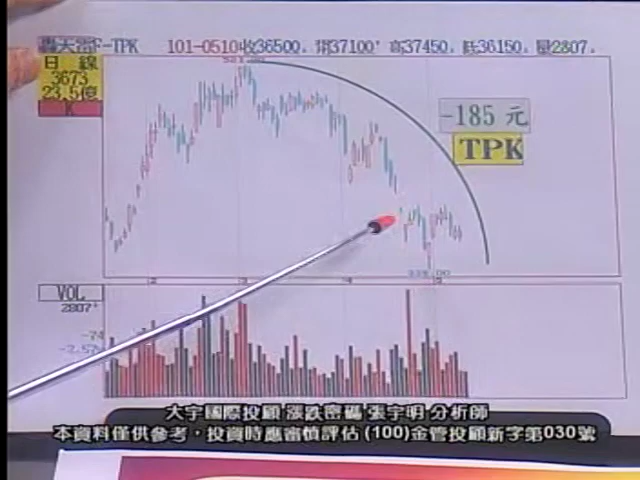 F-TPK 101-0510收36500. 開37100' 高37450. 低36150. 量2807.
日 線
3673
23.5億
K
-185 元
TPK
2 3 4 5
VOL
2807
大宇國際投顧 漲跌密碼 張宇明 分析師
本資料僅供參考，投資時應審慎評估 (100)金管投顧新字第030號